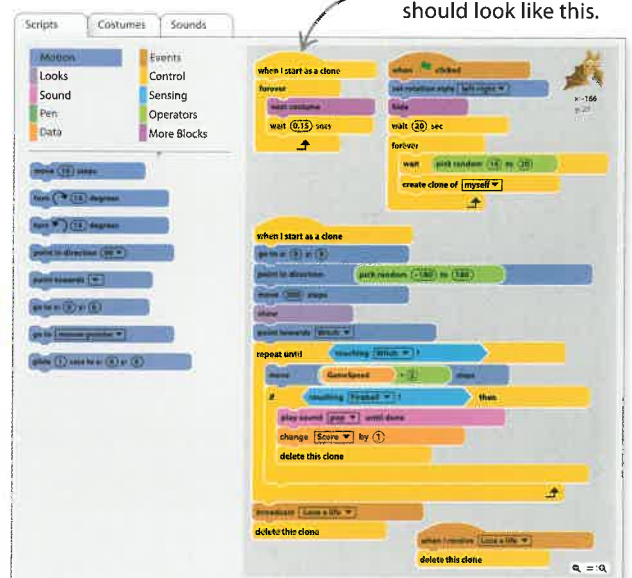 should look like this.
Scripts
Costumes
Sounds
Motion
Looks
Sound
Pen
Data
Events
Control
Sensing
Operators
More Blocks
move 10 steps
turn 15 degrees
turn 15 degrees
point in direction 90
point towards
go to x: 0 y: 0
go to mouse-pointer
glide 1 secs to x: 0 y: 0
when I start as a clone
forever
next costume
wait 0.15 secs
when clicked
set rotation style left-right
hide
wait 20 sec
forever
wait pick random to 20
create clone of myself
x: -166
when I start as a clone
go to x: 0 y: 0
point in direction pick random -180 to 180
move 300 steps
show
point towards Witch
repeat until touching Witch ?
move GameSpeed steps
if touching Fireball ? then
play sound pop until done
change Score by 1
delete this clone
broadcast Lose a life
delete this clone
when I receive Lose a life
delete this clone